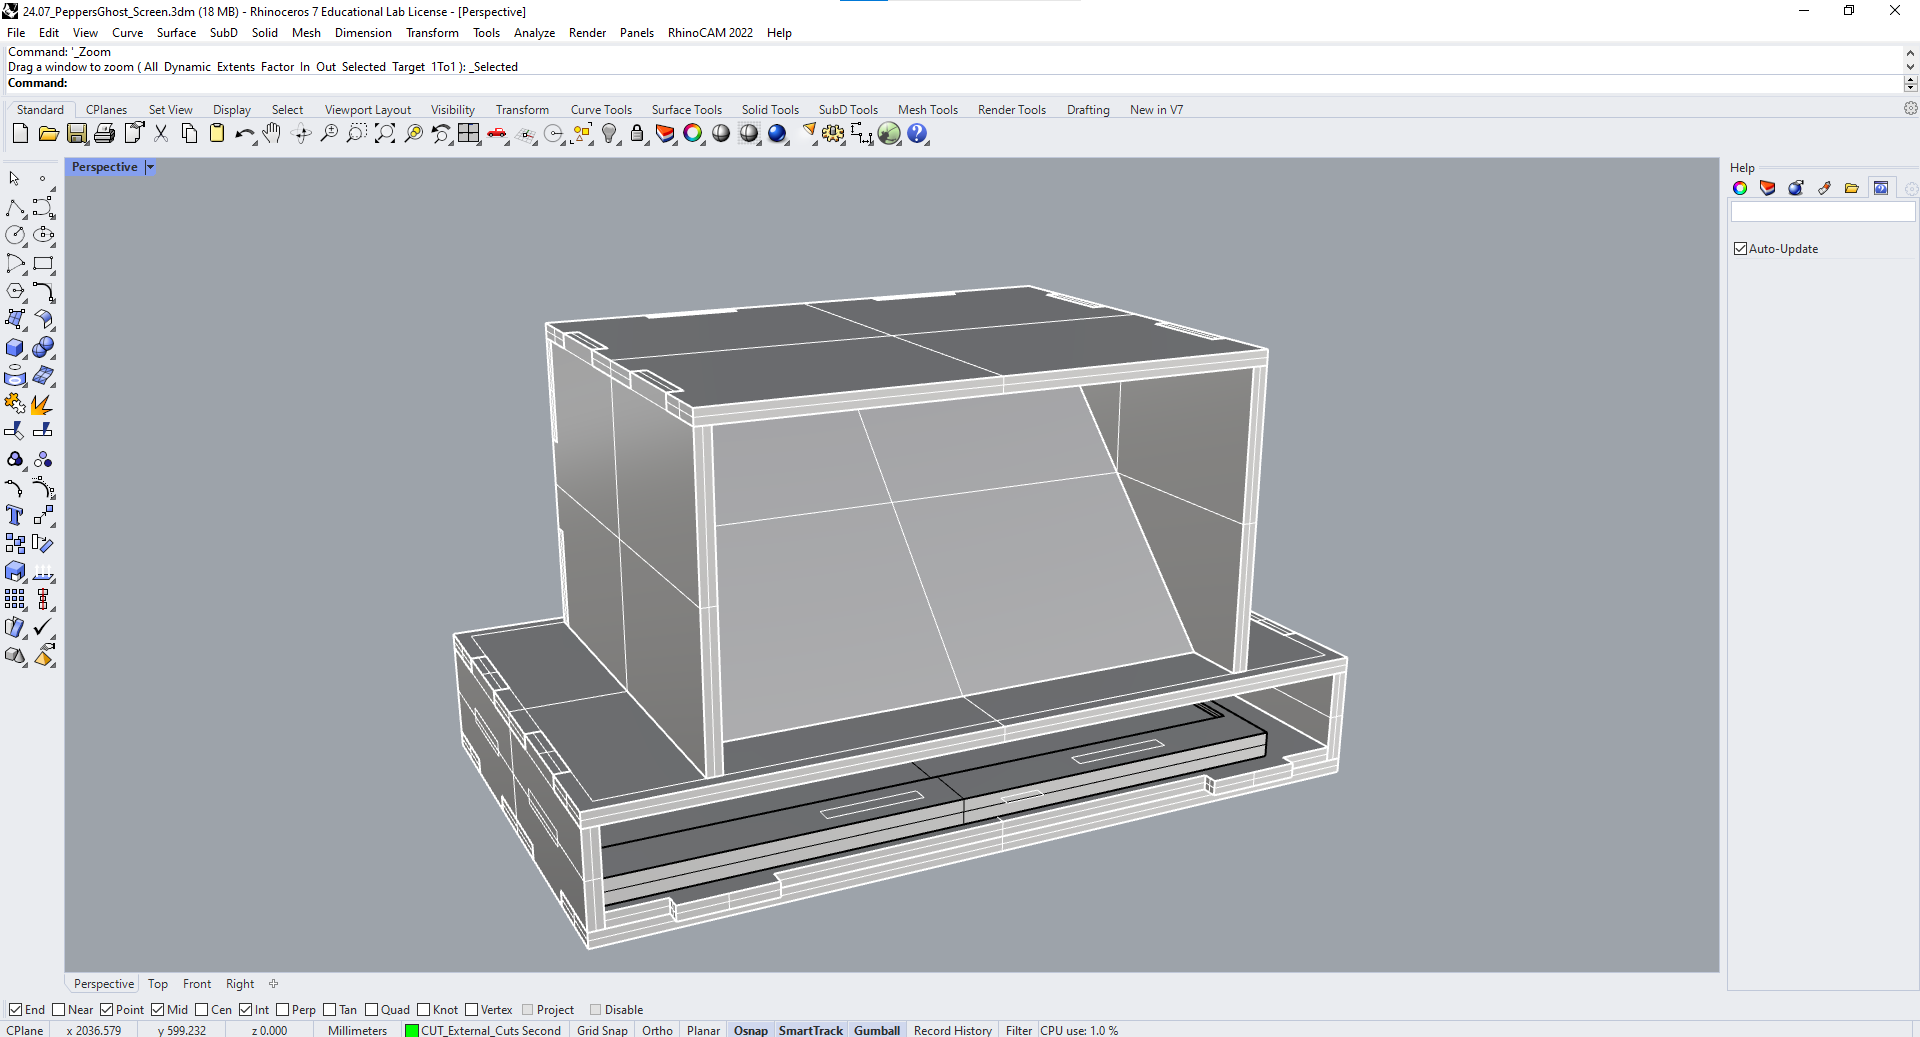 24.07_PeppersGhost_Screen.3dm (18 MB) - Rhinoceros 7 Educational Lab License - [Perspective]
File Edit View Curve Surface SubD Solid Mesh Dimension Transform Tools Analyze Render Panels RhinoCAM 2022 Help
Command: '_Zoom
Drag a window to zoom ( All Dynamic Extents Factor In Out Selected Target 1To1 ): _Selected
Command:
Standard CPlanes Set View Display Select Viewport Layout Visibility Transform Curve Tools Surface Tools Solid Tools SubD Tools Mesh Tools Render Tools Drafting New in V7
Perspective
Help
Auto-Update
Perspective Top Front Right
End Near Point Mid Cen Int Perp Tan Quad Knot Vertex Project Disable
CPlane x 2036.579 y 599.232 z 0.000 Millimeters CUT_External_Cuts Second Grid Snap Ortho Planar Osnap SmartTrack Gumball Record History Filter CPU use: 1.0 %